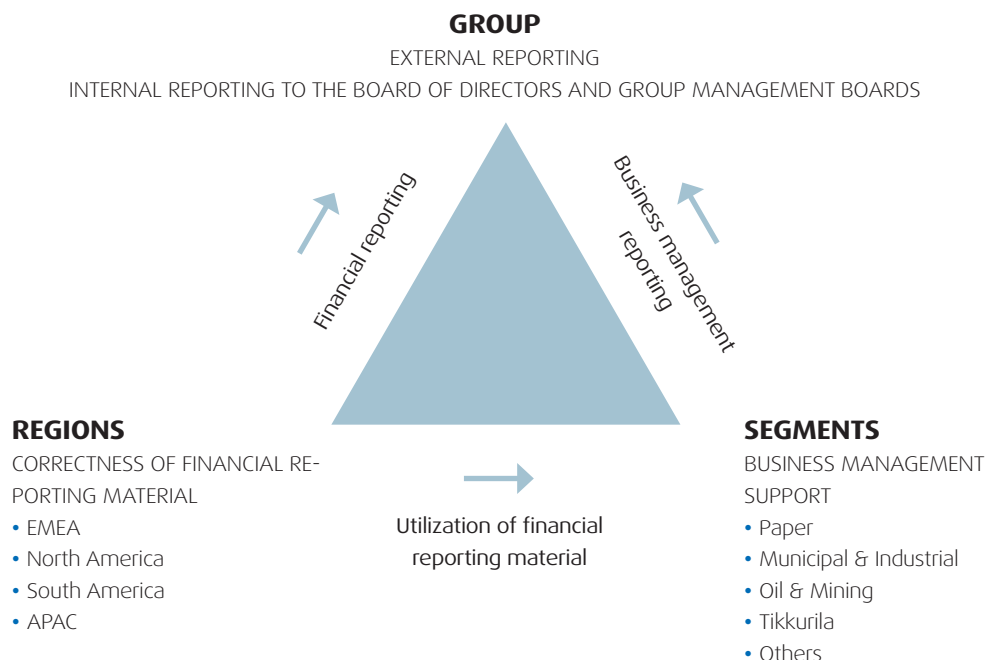 GROUP
EXTERNAL REPORTING
INTERNAL REPORTING TO THE BOARD OF DIRECTORS AND GROUP MANAGEMENT BOARDS
Financial reporting
Business management
reporting
REGIONS
CORRECTNESS OF FINANCIAL RE-
PORTING MATERIAL
• EMEA
• North America
• South America
• APAC
Utilization of financial
reporting material
SEGMENTS
BUSINESS MANAGEMENT
SUPPORT
• Paper
• Municipal & Industrial
• Oil & Mining
• Tikkurila
• Others